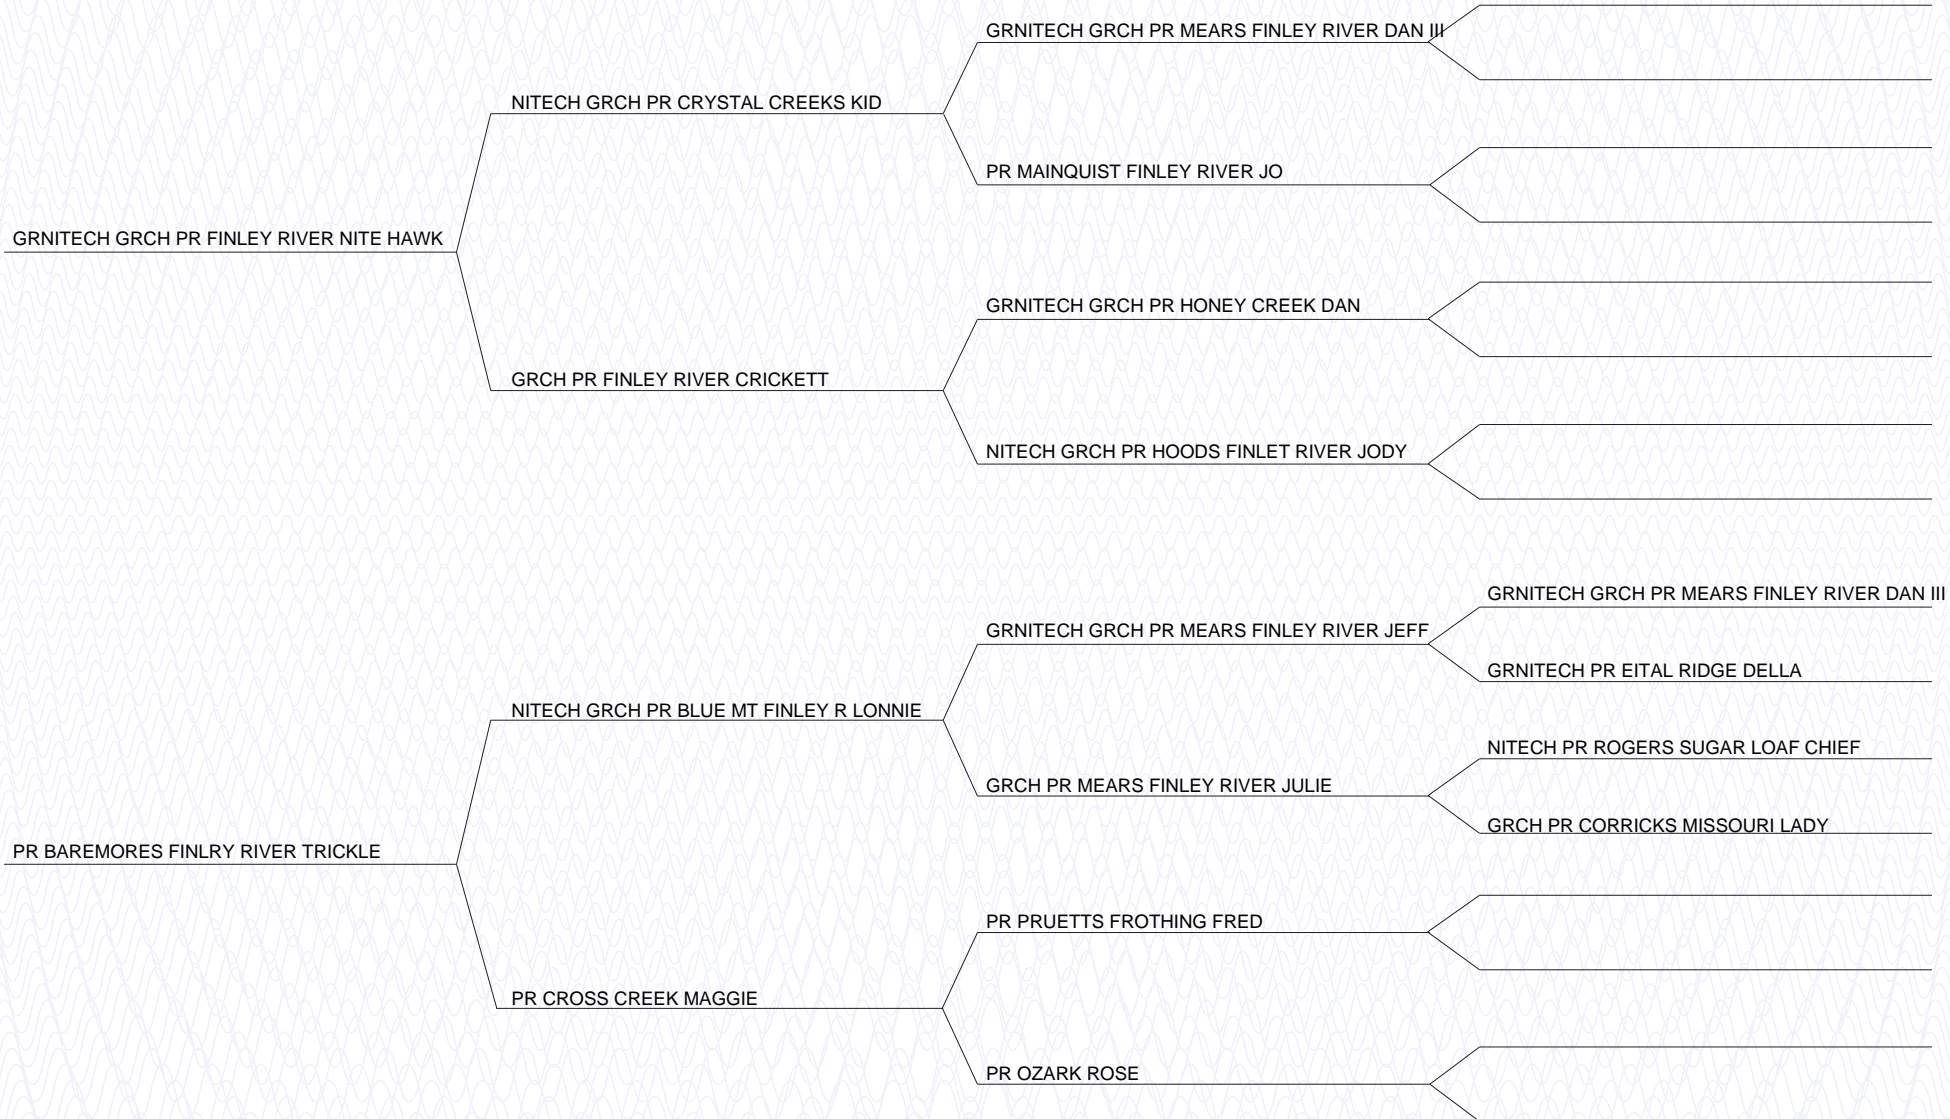 GRNITECH GRCH PR MEARS FINLEY RIVER DAN III
NITECH GRCH PR CRYSTAL CREEKS KID
PR MAINQUIST FINLEY RIVER JO
GRNITECH GRCH PR FINLEY RIVER NITE HAWK
GRNITECH GRCH PR HONEY CREEK DAN
GRCH PR FINLEY RIVER CRICKETT
NITECH GRCH PR HOODS FINLET RIVER JODY
GRNITECH GRCH PR MEARS FINLEY RIVER DAN III
GRNITECH GRCH PR MEARS FINLEY RIVER JEFF
GRNITECH PR EITAL RIDGE DELLA
NITECH GRCH PR BLUE MT FINLEY R LONNIE
NITECH PR ROGERS SUGAR LOAF CHIEF
GRCH PR MEARS FINLEY RIVER JULIE
GRCH PR CORRICKS MISSOURI LADY
PR BAREMORES FINLRY RIVER TRICKLE
PR PRUETTS FROTHING FRED
PR CROSS CREEK MAGGIE
PR OZARK ROSE